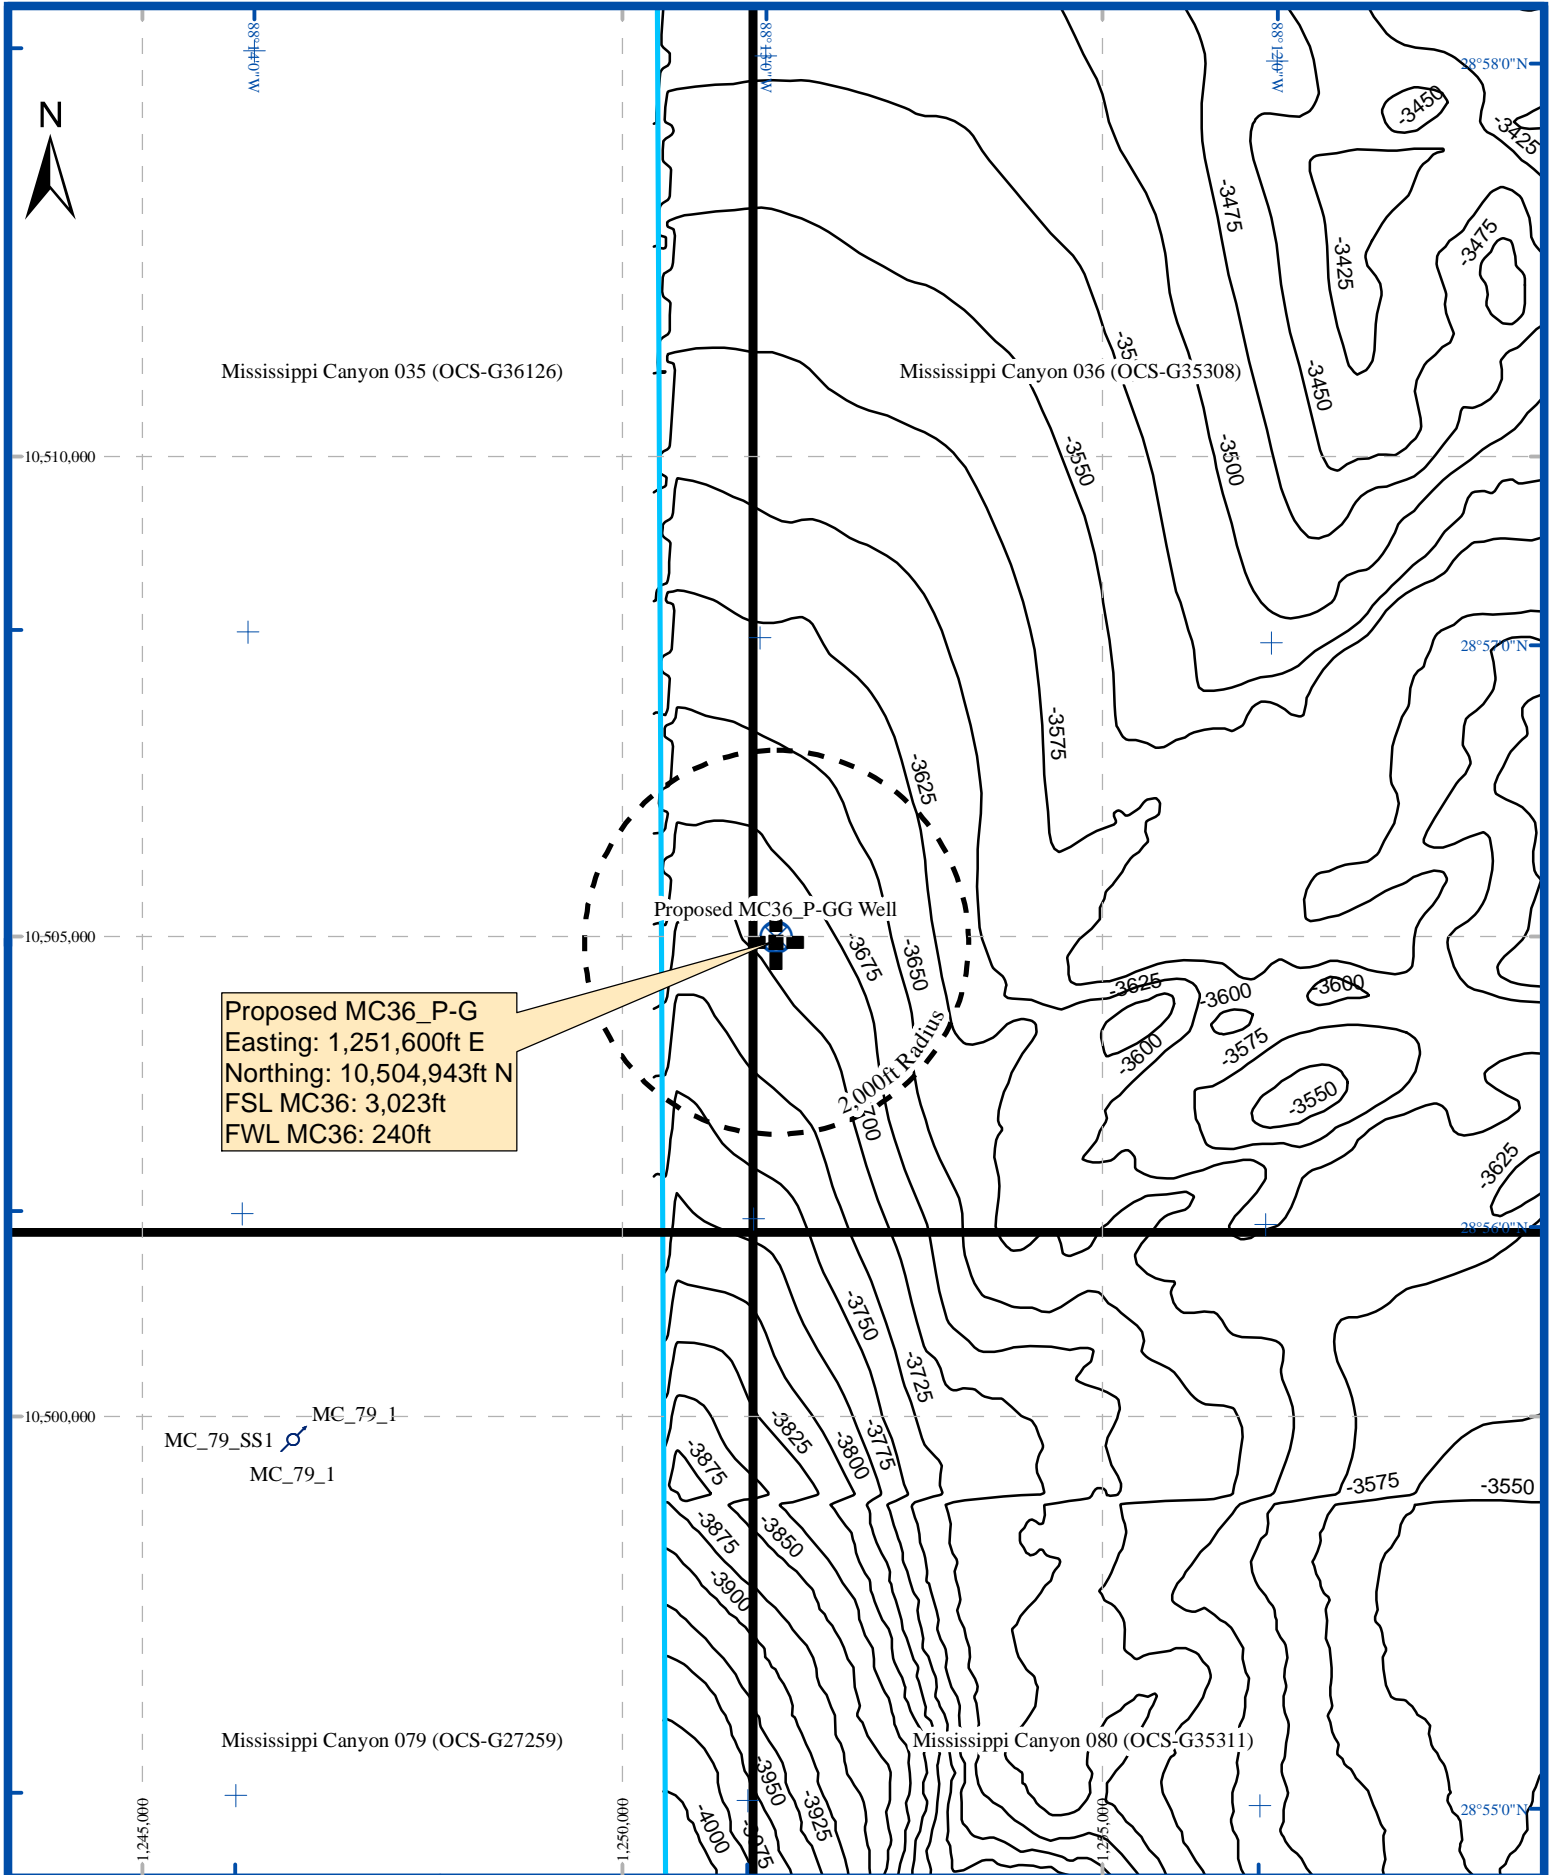 88°14'0"W
88°13'0"W
88°12'0"W
28°58'0"N
N
-3450
-3425
-3475
-3475
-3425
-3450
Mississippi Canyon 035 (OCS-G36126)
Mississippi Canyon 036 (OCS-G35308)
10,510,000
-3550
-3500
28°57'0"N
-3575
-3625
Proposed MC36_P-GG Well
10,505,000
-3675
-3650
-3625
-3600
-3600
Proposed MC36_P-G
Easting: 1,251,600ft E
Northing: 10,504,943ft N
FSL MC36: 3,023ft
FWL MC36: 240ft
2,000ft Radius
-3600
-3575
-3550
-3625
28°56'0"N
-3750
-3725
10,500,000
MC_79_1
MC_79_SS1
MC_79_1
-3825
-3800
-3775
-3875
-3575
-3550
-3875
-3850
-3900
Mississippi Canyon 079 (OCS-G27259)
Mississippi Canyon 080 (OCS-G35311)
-3950
-3925
-4000
1,245,000
1,250,000
1,255,000
28°55'0"N